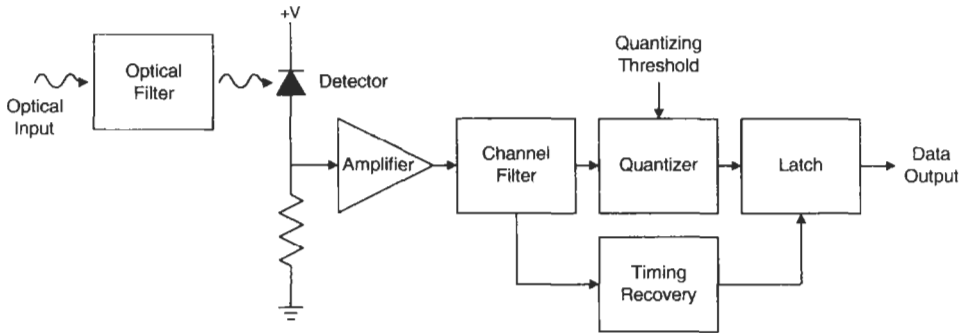 +V
Optical
Input
Optical
Filter
Detector
Amplifier
Channel
Filter
Quantizing
Threshold
Quantizer
Latch
Data
Output
Timing
Recovery